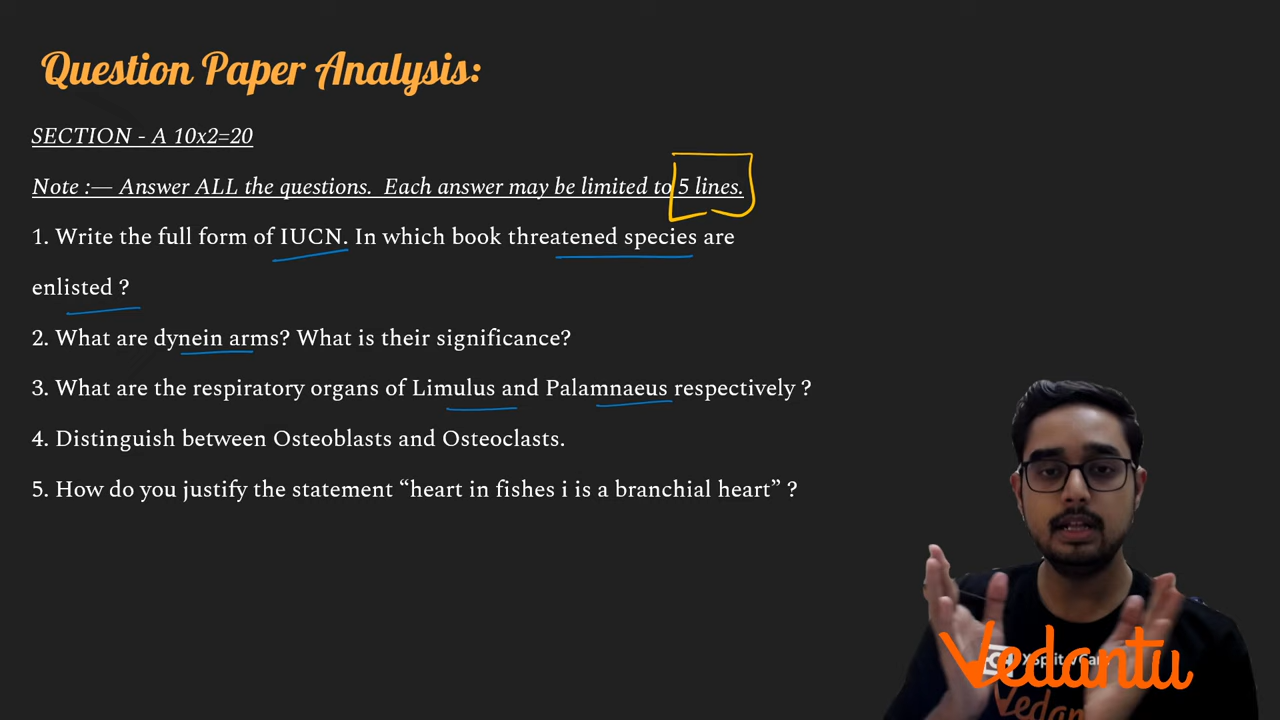 Question Paper Analysis:
SECTION - A 10x2=20
Note :— Answer ALL the questions. Each answer may be limited to 5 lines.
1. Write the full form of IUCN. In which book threatened species are
enlisted ?
2. What are dynein arms? What is their significance?
3. What are the respiratory organs of Limulus and Palamnaeus respectively ?
4. Distinguish between Osteoblasts and Osteoclasts.
5. How do you justify the statement “heart in fishes i is a branchial heart” ?
Vedantu